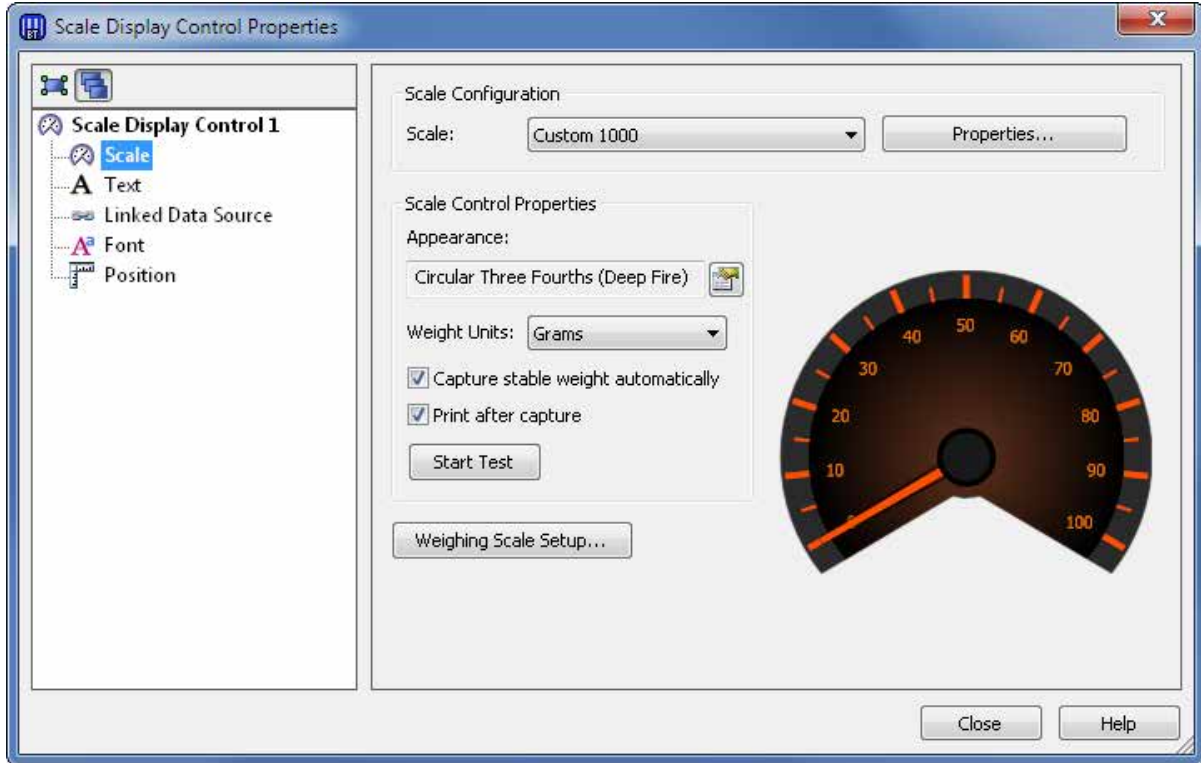 Scale Display Control Properties
Scale Display Control 1
Scale
Text
Linked Data Source
Font
Position
Scale Configuration
Scale: Custom 1000 Properties...
Scale Control Properties
Appearance:
Circular Three Fourths (Deep Fire)
Weight Units: Grams
Capture stable weight automatically
Print after capture
Start Test
Weighing Scale Setup...
0 10 20 30 40 50 60 70 80 90 100
Close Help